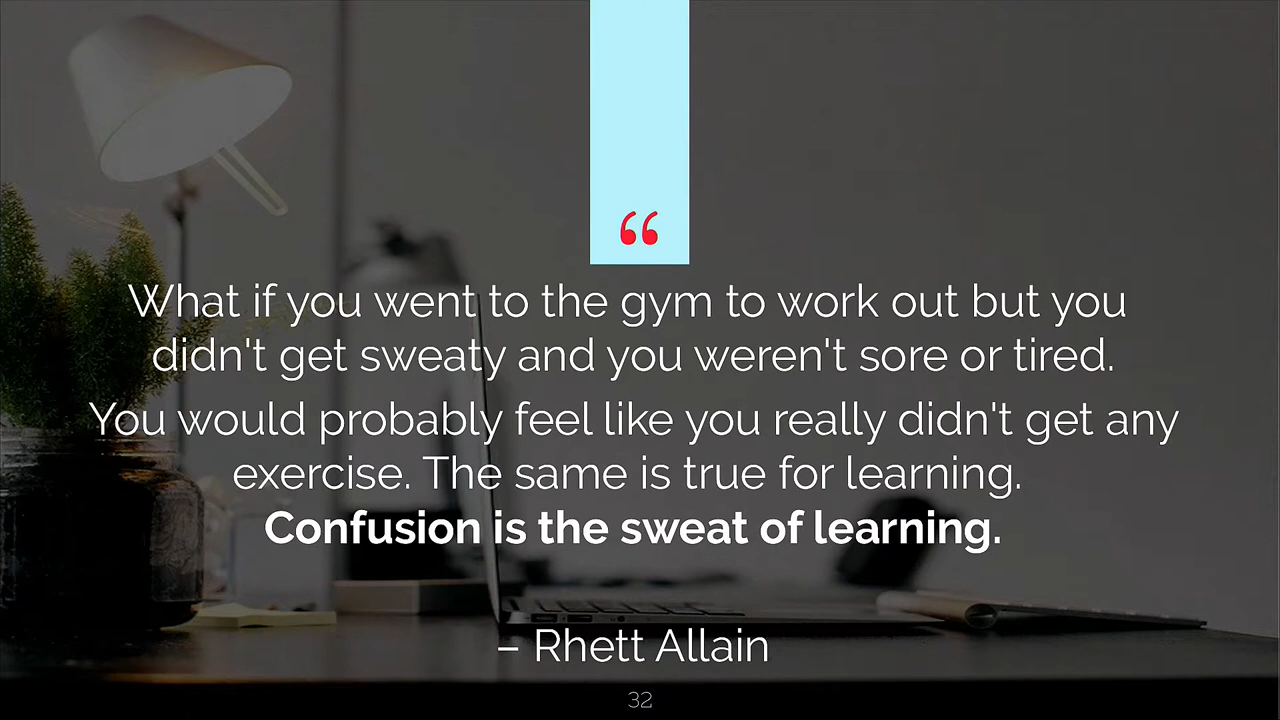 “
What if you went to the gym to work out but you
didn't get sweaty and you weren't sore or tired.
You would probably feel like you really didn't get any
exercise. The same is true for learning.
Confusion is the sweat of learning.
– Rhett Allain
32